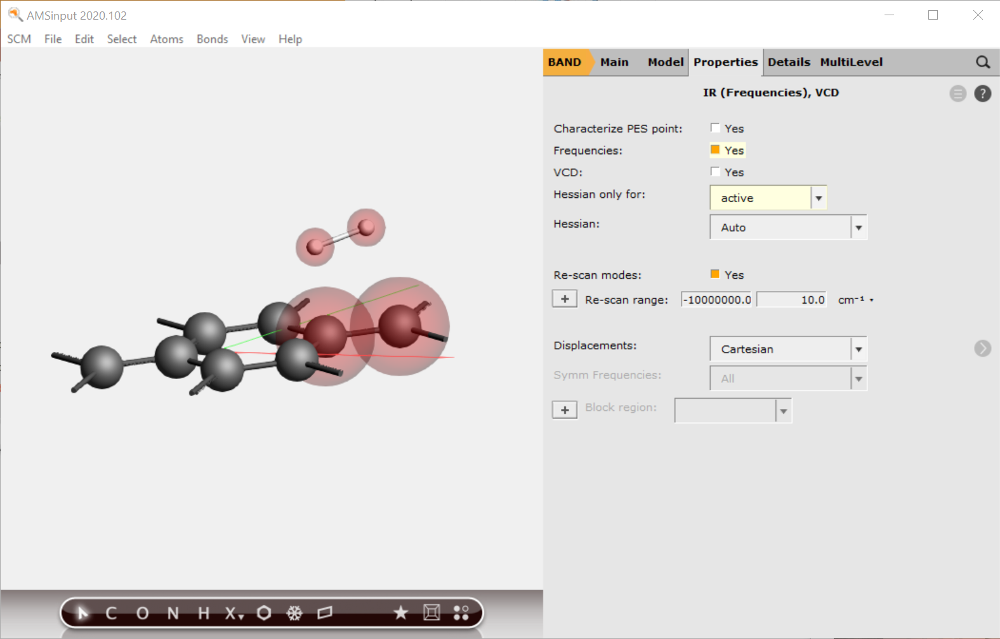 AMSinput 2020.102
SCM File Edit Select Atoms Bonds View Help
BAND Main Model Properties Details MultiLevel
IR (Frequencies), VCD
?
Characterize PES point: Yes
Frequencies: Yes
VCD: Yes
Hessian only for: active
Hessian: Auto
Re-scan modes: Yes
+ Re-scan range: -10000000.0 10.0 cm⁻¹
Displacements: Cartesian
Symm Frequencies: All
+ Block region:
C O N H X